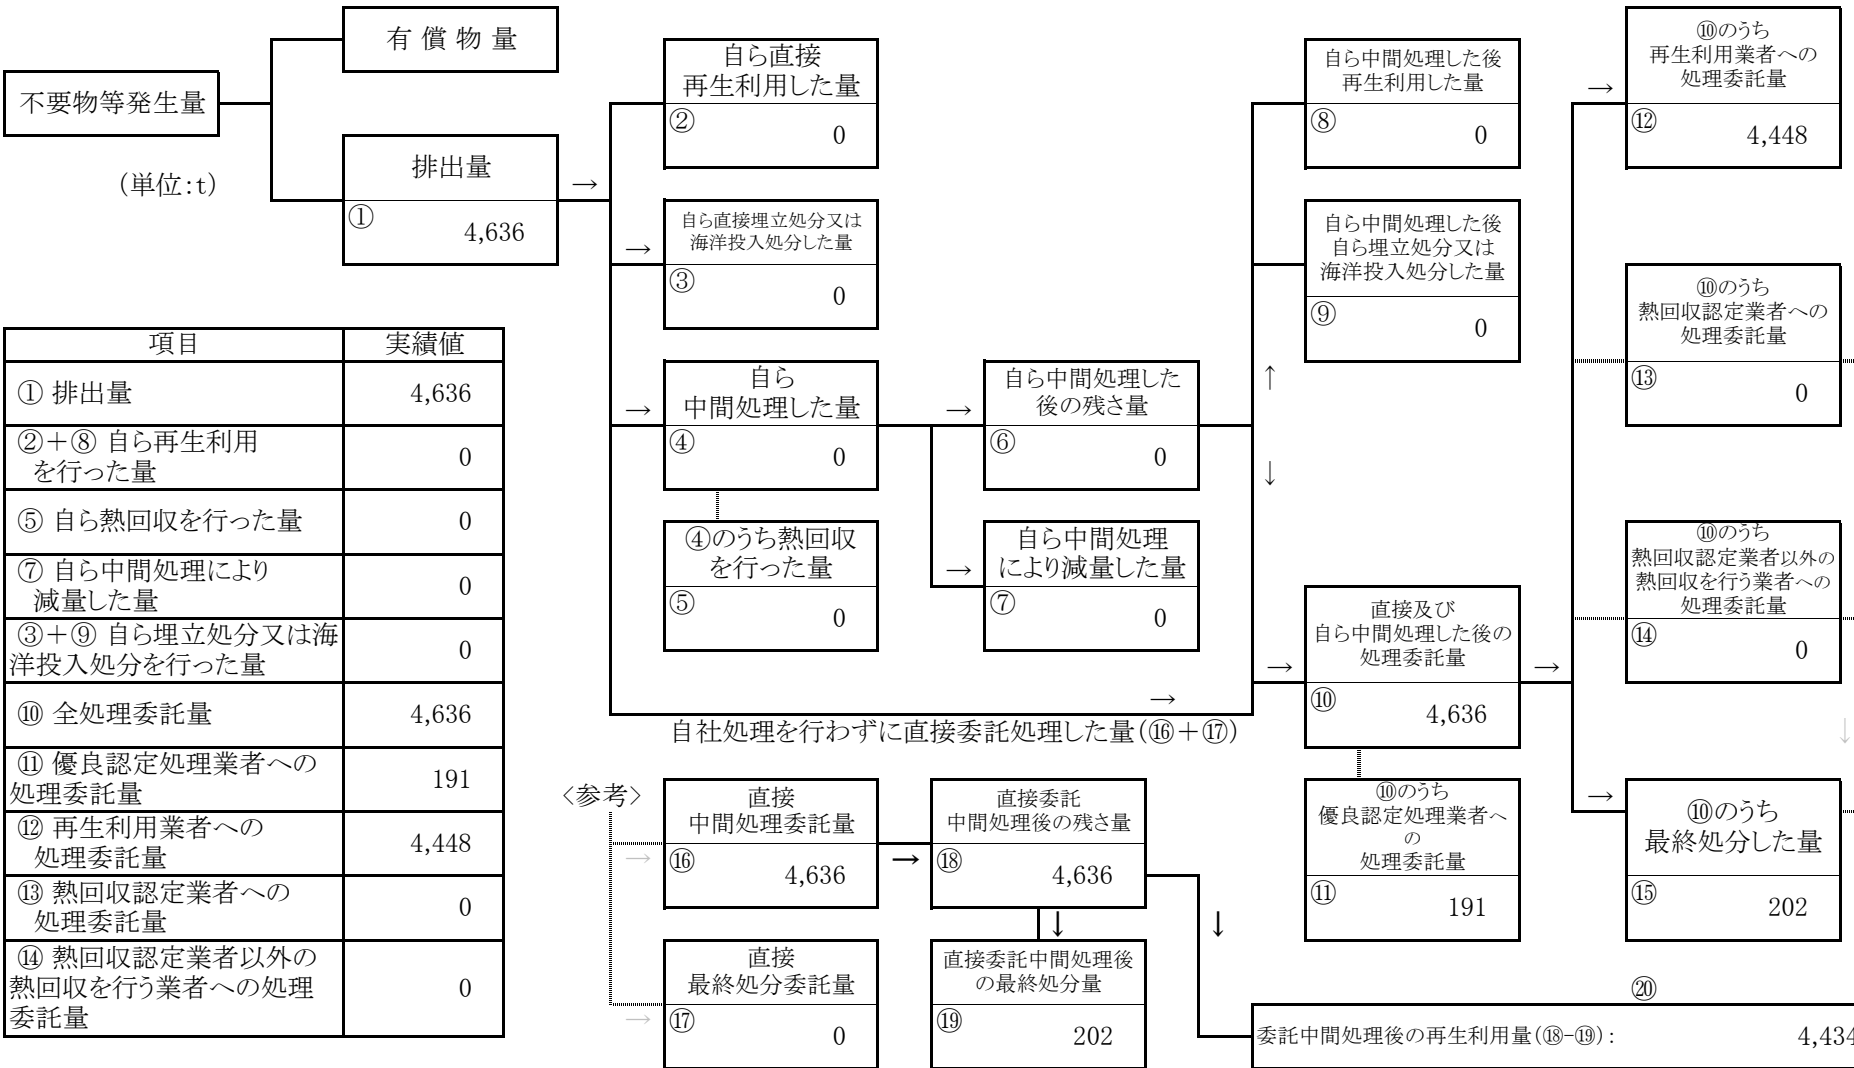 有 償 物 量
不要物等発生量
(単位:t)
排出量
①
4,636
→
自ら直接
再生利用した量
②
0
→
自ら直接埋立処分又は
海洋投入処分した量
③
0
→
自ら
中間処理した量
④
0
④のうち熱回収
を行った量
⑤
0
→
自ら中間処理した
後の残さ量
⑥
0
→
自ら中間処理
により減量した量
⑦
0
↑
↓
自ら中間処理した後
再生利用した量
⑧
0
自ら中間処理した後
自ら埋立処分又は
海洋投入処分した量
⑨
0
→
自社処理を行わずに直接委託処理した量(⑯+⑰)
→
直接及び
自ら中間処理した後の
処理委託量
⑩
4,636
→
⑩のうち
優良認定処理業者へ
の
処理委託量
⑪
191
→
⑩のうち
再生利用業者への
処理委託量
⑫
4,448
⑩のうち
熱回収認定業者への
処理委託量
⑬
0
⑩のうち
熱回収認定業者以外の
熱回収を行う業者への
処理委託量
⑭
0
↓
→
⑩のうち
最終処分した量
⑮
202
項目 実績値
① 排出量 4,636
②+⑧ 自ら再生利用
を行った量 0
⑤ 自ら熱回収を行った量 0
⑦ 自ら中間処理により
減量した量 0
③+⑨ 自ら埋立処分又は海
洋投入処分を行った量 0
⑩ 全処理委託量 4,636
⑪ 優良認定処理業者への
処理委託量 191
⑫ 再生利用業者への
処理委託量 4,448
⑬ 熱回収認定業者への
処理委託量 0
⑭ 熱回収認定業者以外の
熱回収を行う業者への処理
委託量 0
〈参考〉
→
直接
中間処理委託量
⑯
4,636
→
直接委託
中間処理後の残さ量
⑱
4,636
↓
↓
→
直接
最終処分委託量
⑰
0
直接委託中間処理後
の最終処分量
⑲
202
⑳
委託中間処理後の再生利用量(⑱-⑲): 4,434